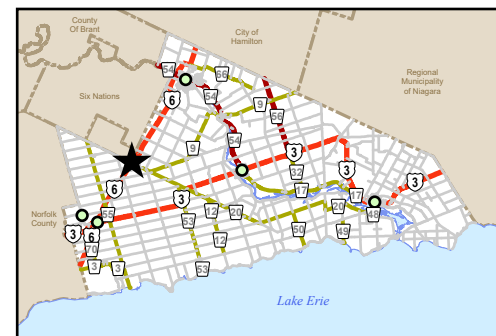 County
Of Brant
City of
Hamilton
54
66
Six Nations
Regional
Municipality
of Niagara
6
54
9
56
54
9
3
32
3
6
17
17
3
3
Norfolk
County
55
12
20
20
48
3
6
53
50
49
70
12
3
3
53
Lake Erie